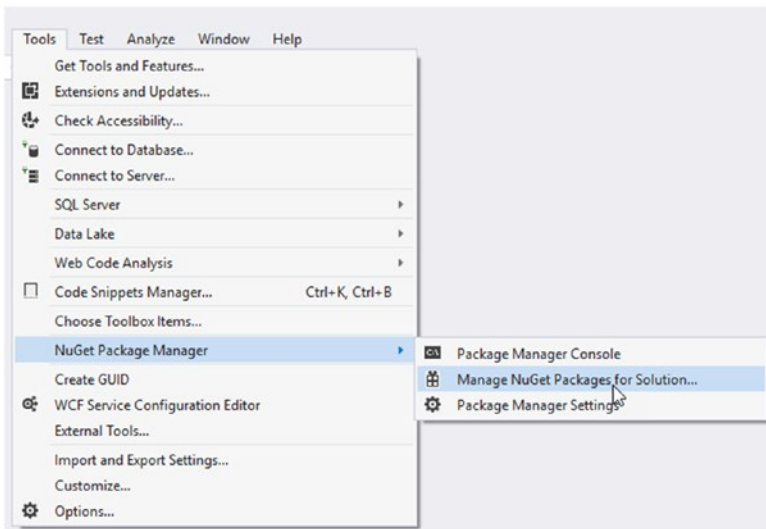 Tools Test Analyze Window Help
Get Tools and Features...
Extensions and Updates...
Check Accessibility...
Connect to Database...
Connect to Server...
SQL Server
Data Lake
Web Code Analysis
Code Snippets Manager... Ctrl+K, Ctrl+B
Choose Toolbox Items...
NuGet Package Manager
Create GUID
WCF Service Configuration Editor
External Tools...
Import and Export Settings...
Customize...
Options...
Package Manager Console
Manage NuGet Packages for Solution...
Package Manager Settings